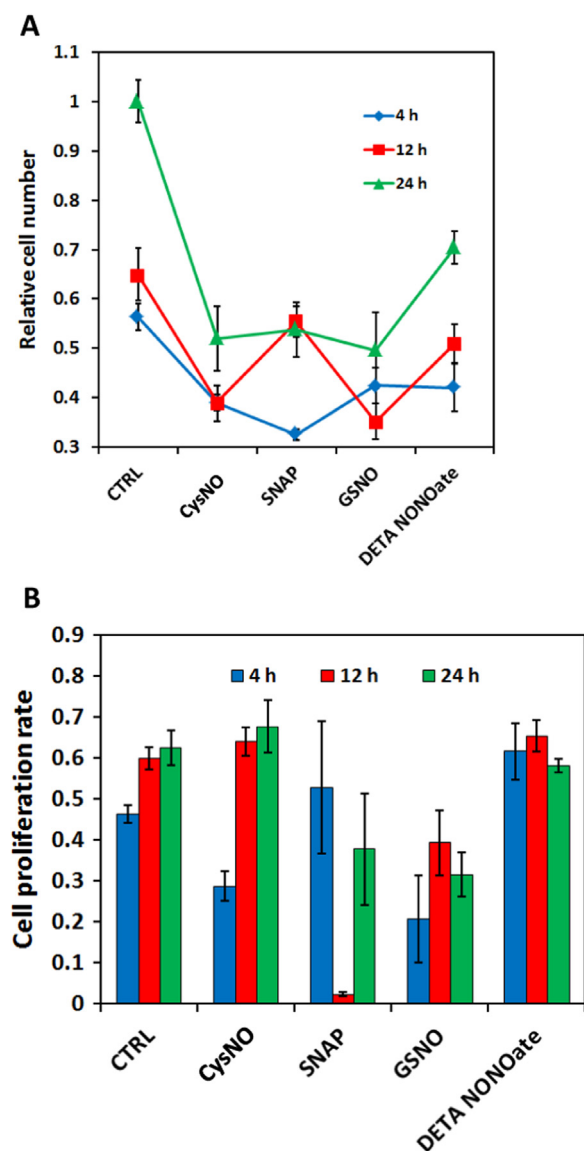 A
1.1
1
0.9
0.8
0.7
0.6
0.5
0.4
0.3
Relative cell number
4 h
12 h
24 h
CTRL
CysNO
SNAP
GSNO
DETA NONOate
B
0.9
0.8
0.7
0.6
0.5
0.4
0.3
0.2
0.1
0
Cell proliferation rate
4 h 12 h 24 h
CTRL
CysNO
SNAP
GSNO
DETA NONOate